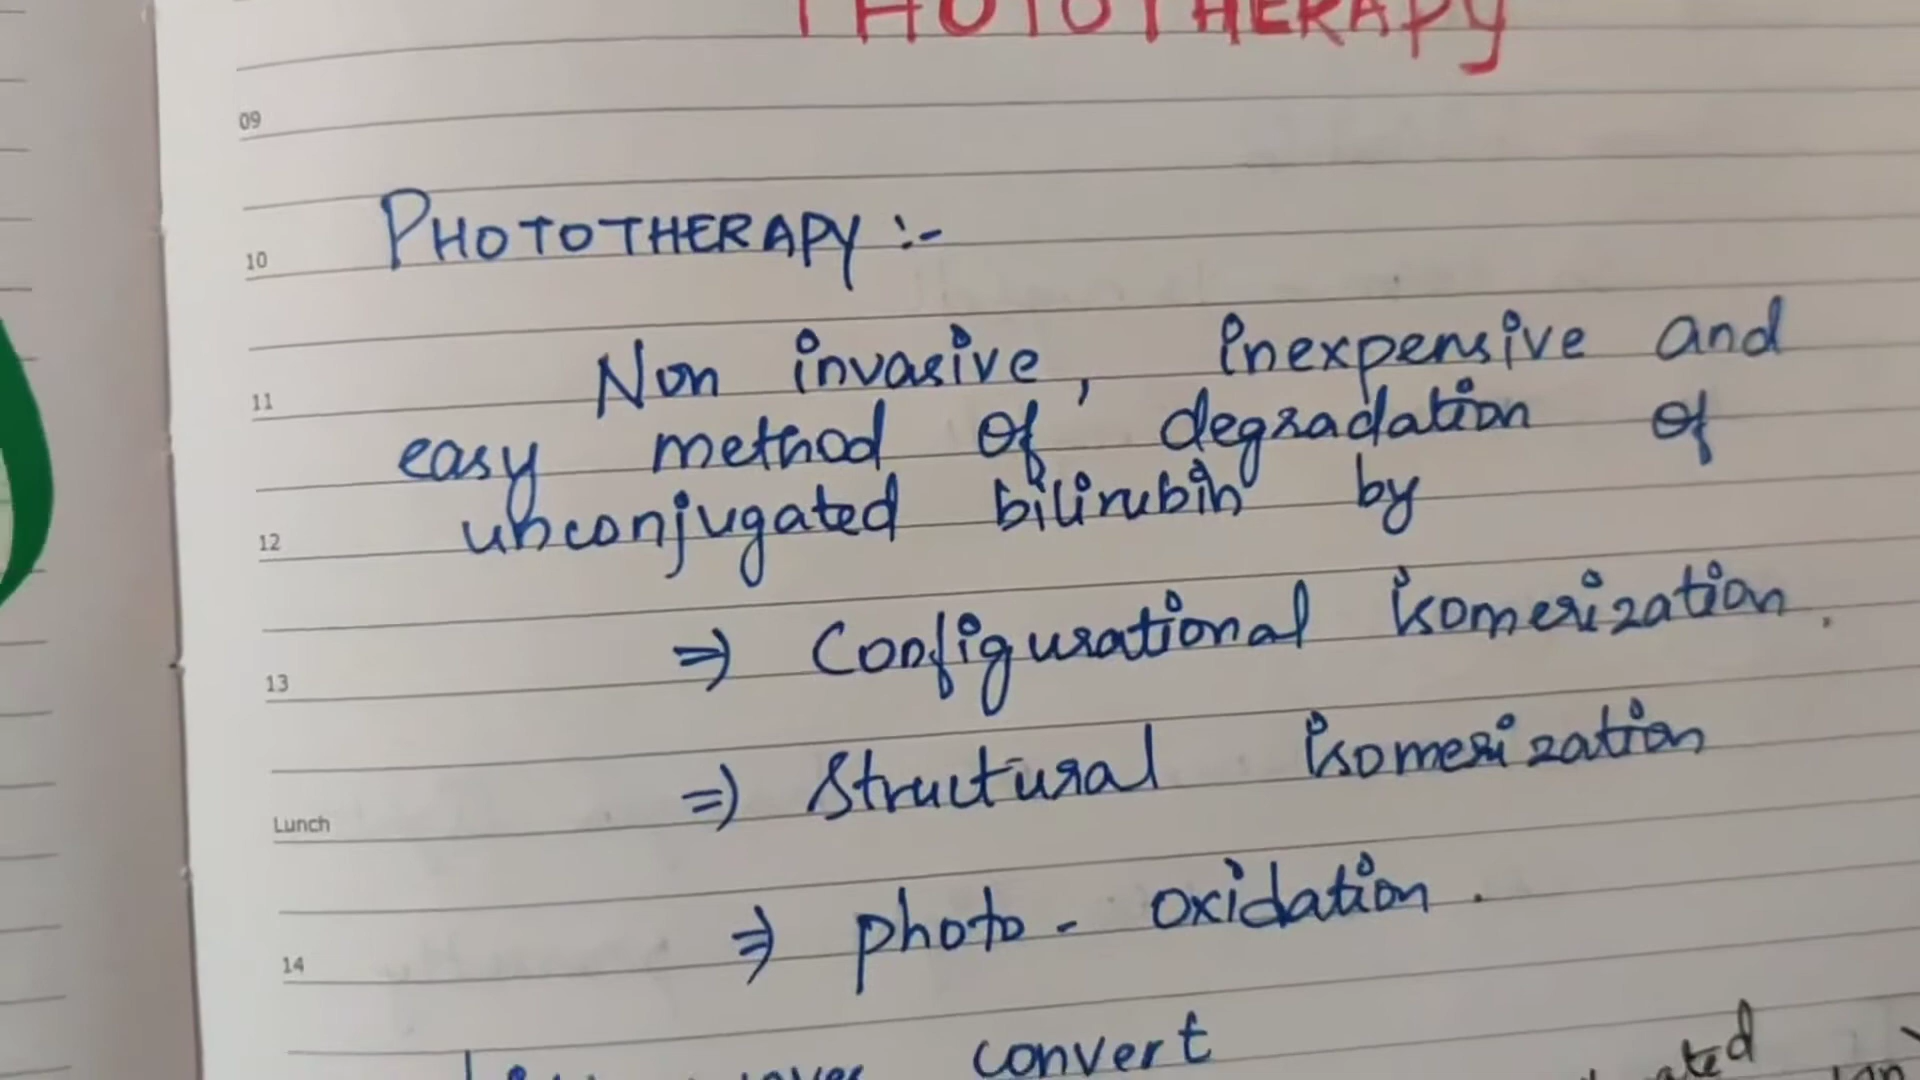 PHOTOTHERAPY
09
10 PHOTOTHERAPY :-
11 Non invasive, inexpensive and
easy method of degradation of
12 unconjugated bilirubin by
13 ⇒ Configurational isomerization.
Lunch ⇒ Structural isomerization
14 ⇒ photo - oxidation.
convert